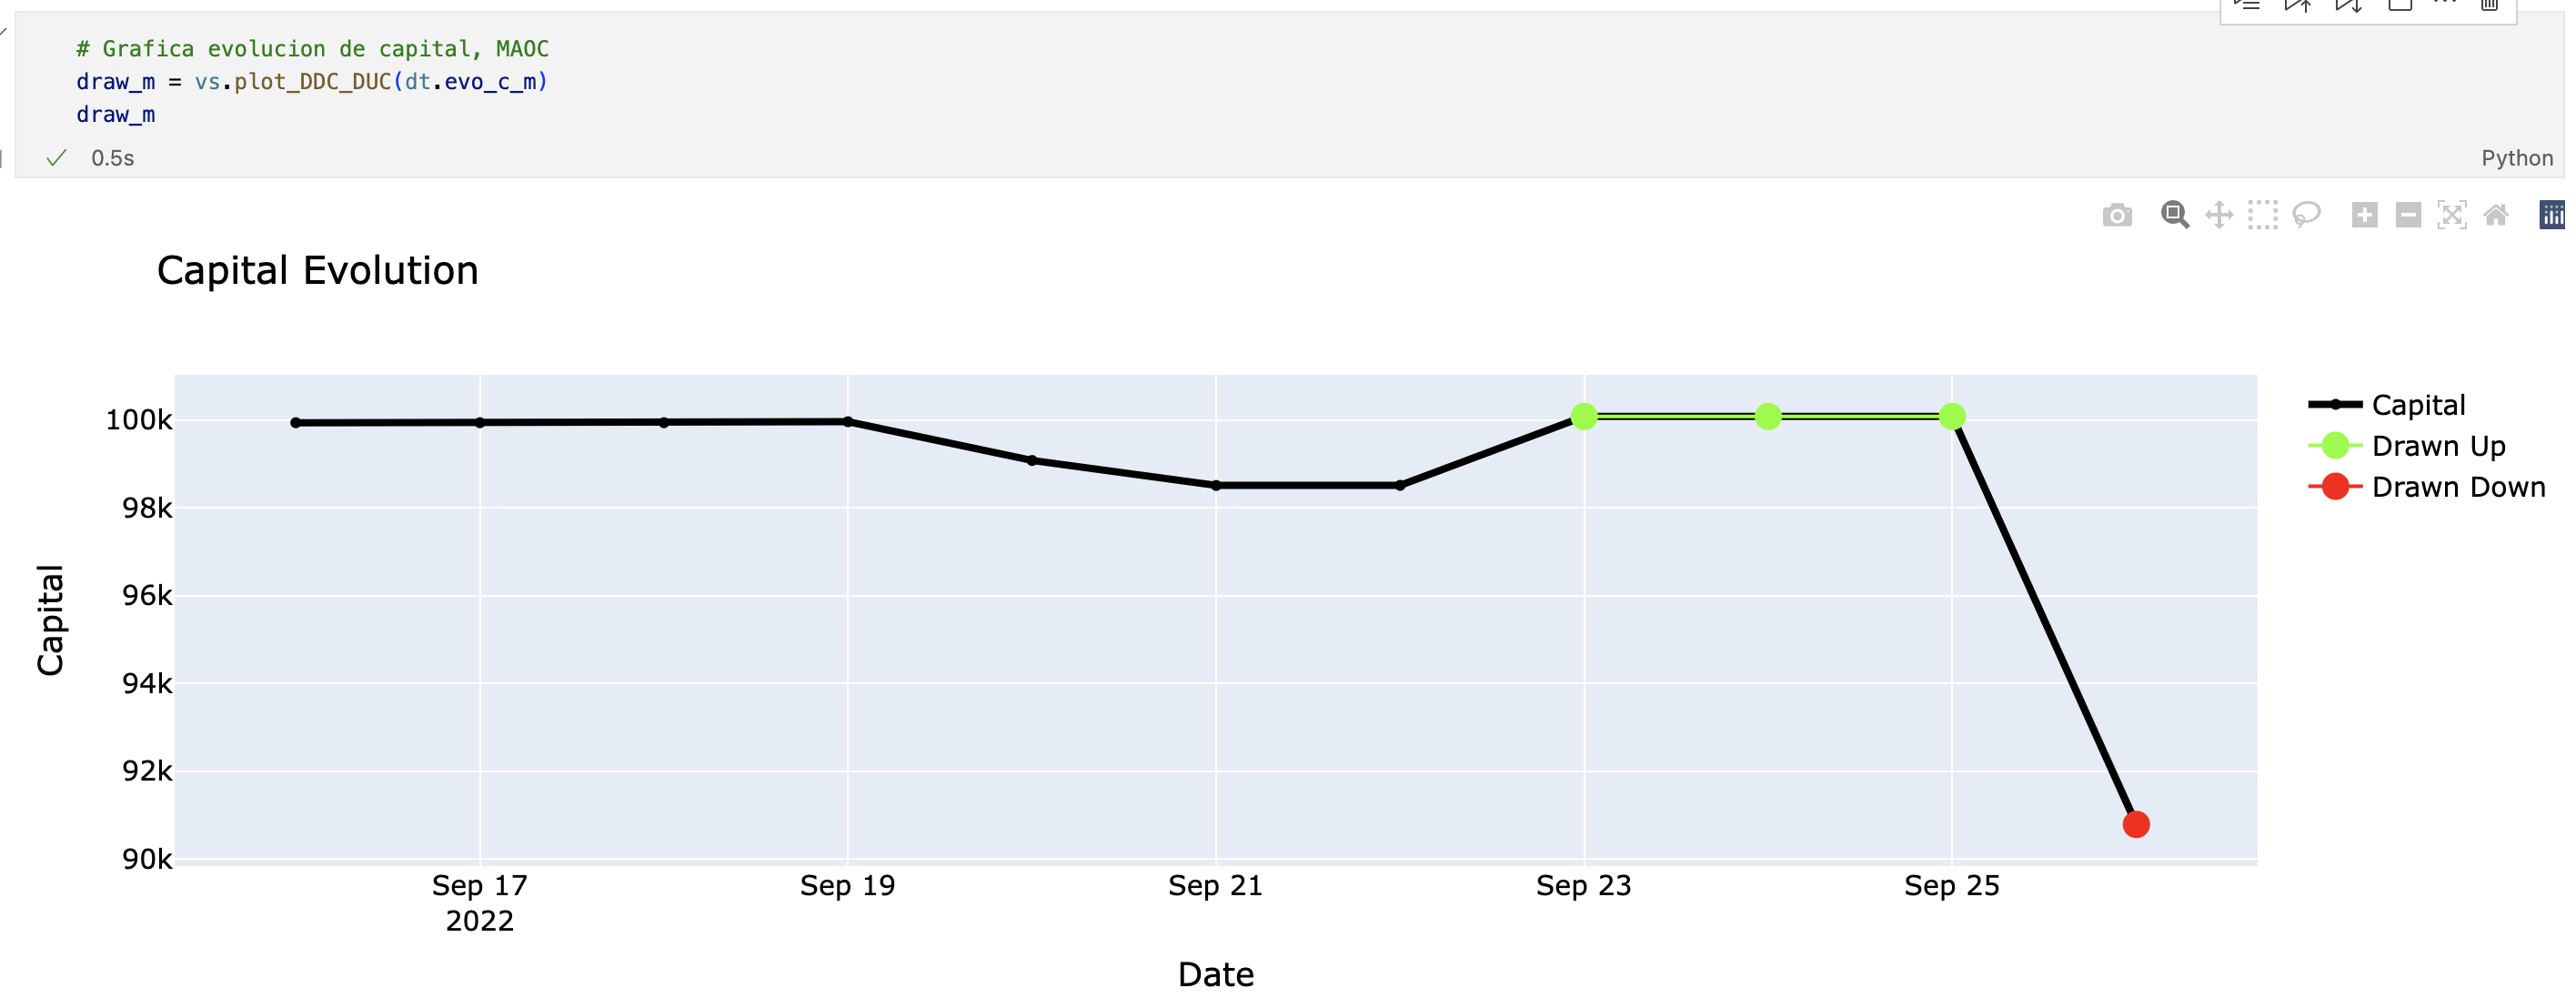 # Grafica evolucion de capital, MAOC
draw_m = vs.plot_DDC_DUC(dt.evo_c_m)
draw_m
0.5s
Python
Capital Evolution
100k
98k
96k
94k
92k
90k
Capital
Sep 17
2022
Sep 19
Sep 21
Sep 23
Sep 25
Date
Capital
Drawn Up
Drawn Down